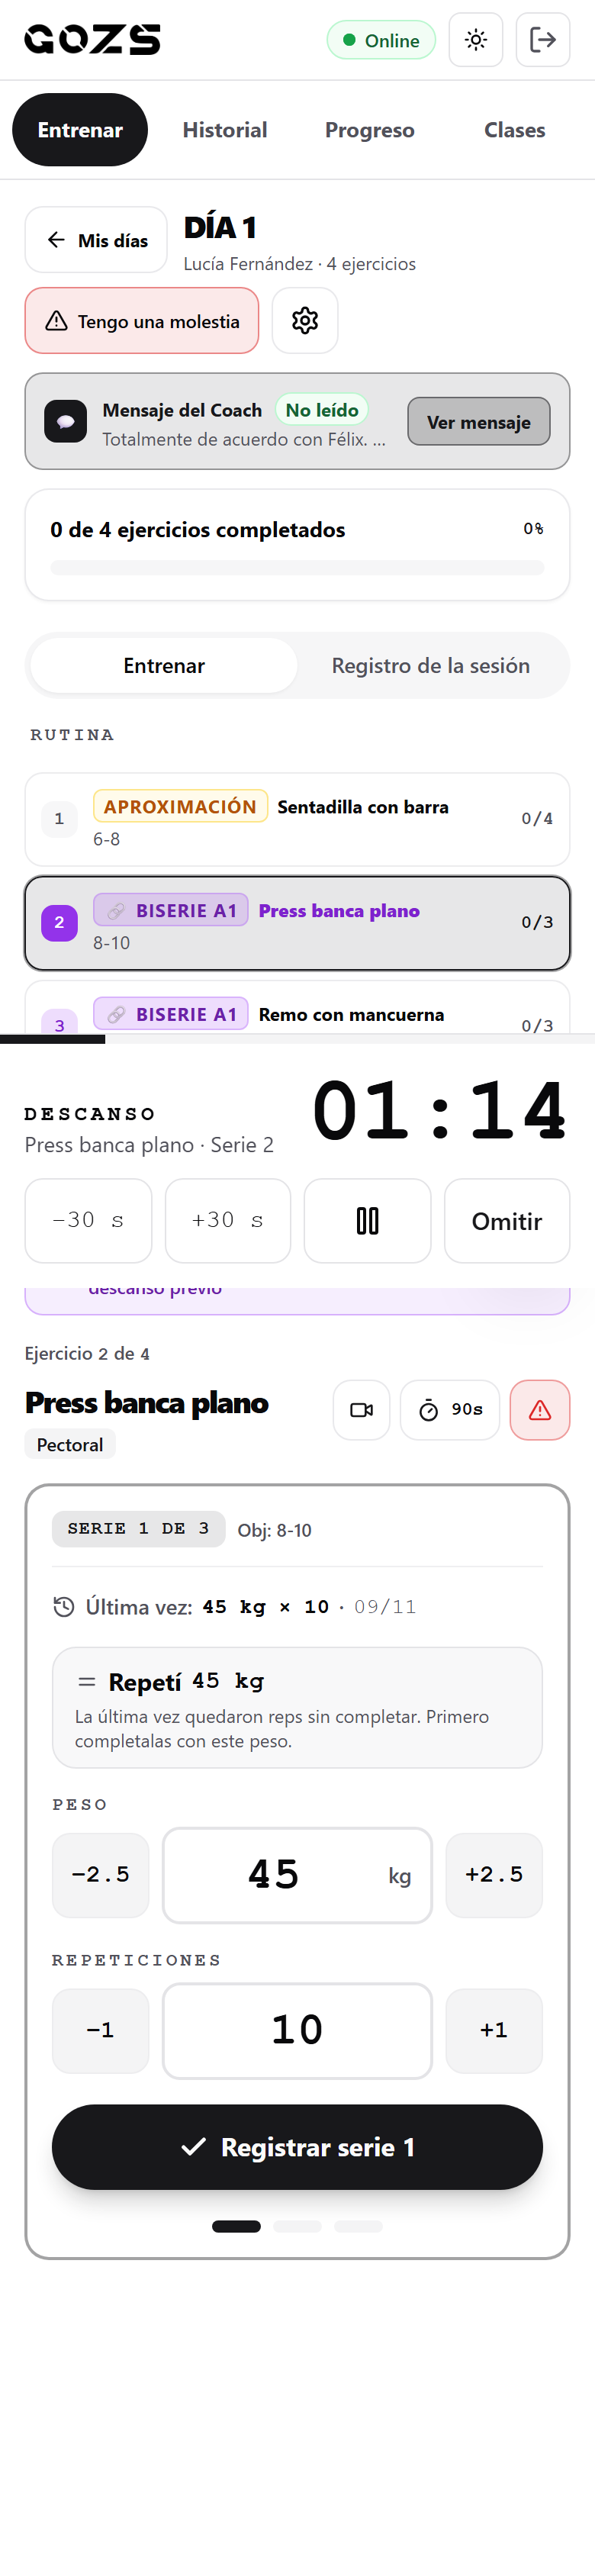 GOZS
Online
Entrenar Historial Progreso Clases
Mis días
DÍA 1
Lucía Fernández · 4 ejercicios
Tengo una molestia
Mensaje del Coach No leído
Totalmente de acuerdo con Félix. ...
Ver mensaje
0 de 4 ejercicios completados 0%
Entrenar Registro de la sesión
RUTINA
1 APROXIMACIÓN Sentadilla con barra 0/4
6-8
2 BISERIE A1 Press banca plano 0/3
8-10
3 BISERIE A1 Remo con mancuerna 0/3
DESCANSO 01:14
Press banca plano · Serie 2
−30 s +30 s Omitir
descanso previo
Ejercicio 2 de 4
Press banca plano 90s
Pectoral
SERIE 1 DE 3 Obj: 8-10
Última vez: 45 kg × 10 · 09/11
Repetí 45 kg
La última vez quedaron reps sin completar. Primero
completalas con este peso.
PESO
−2.5 45 kg +2.5
REPETICIONES
−1 10 +1
Registrar serie 1